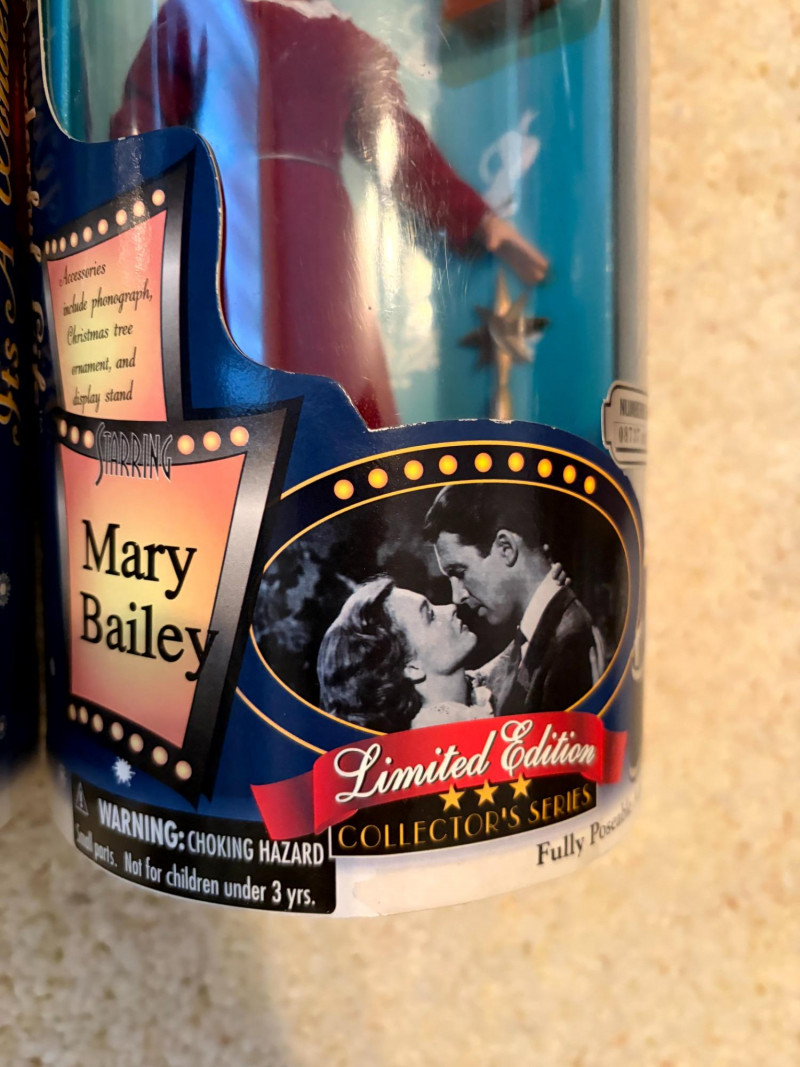 Accessories
include phonograph,
Christmas tree
ornament, and
display stand
STARRING
Mary
Bailey
Limited Edition
COLLECTOR'S SERIES
WARNING: CHOKING HAZARD
Small parts. Not for children under 3 yrs.
Fully